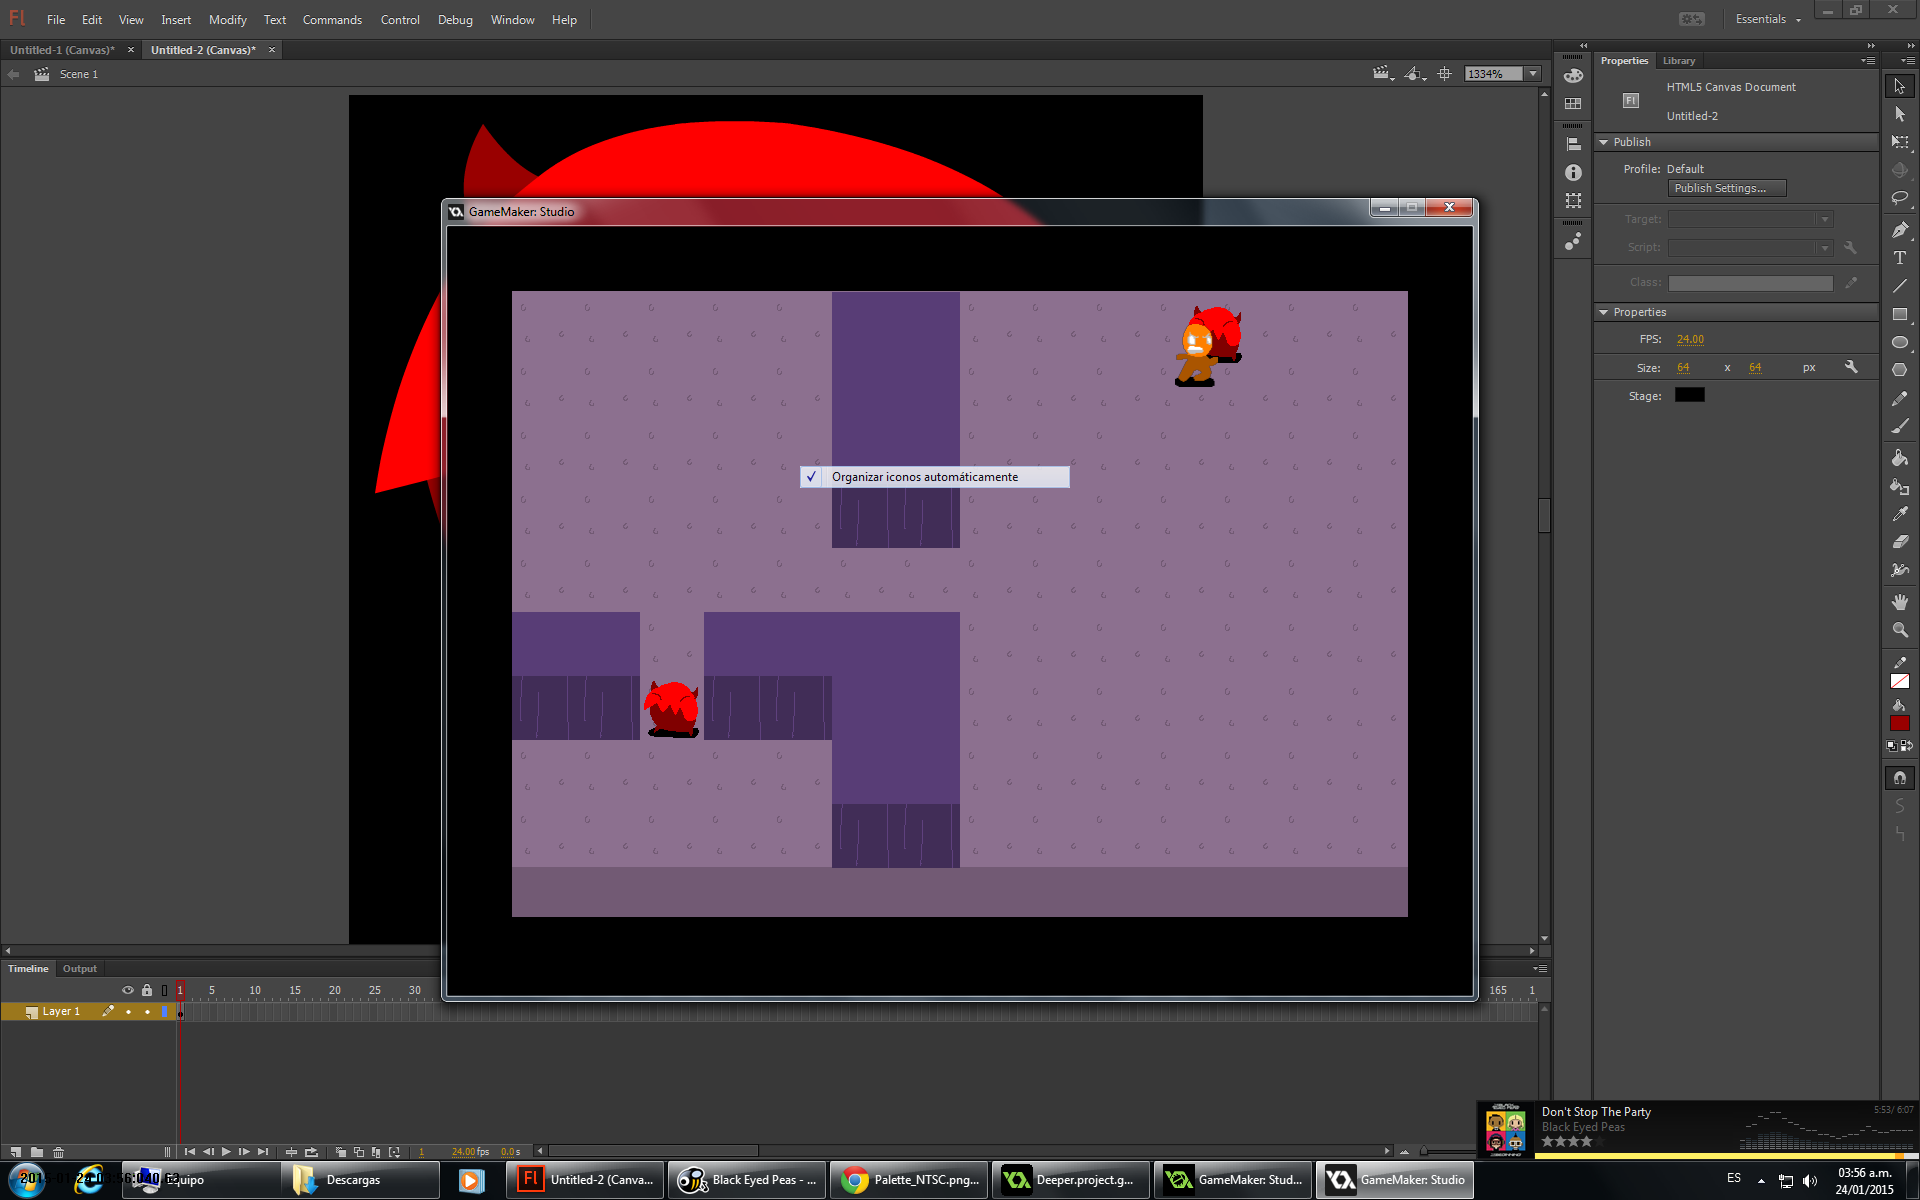 Fl File Edit View Insert Modify Text Commands Control Debug Window Help Essentials
Untitled-1 (Canvas)* × Untitled-2 (Canvas)* ×
Scene 1 1334%
Properties Library
Fl HTML5 Canvas Document
Untitled-2
Publish
Profile: Default
Publish Settings...
Target:
Script:
Class:
Properties
FPS: 24.00
Size: 64 x 64 px
Stage:
GameMaker: Studio
✓ Organizar iconos automáticamente
Timeline Output
1 5 10 15 20 25 30 165 1
Layer 1
1 24.00 fps 0.0 s
Don't Stop The Party 5:53/ 6:07
Black Eyed Peas
Equipo
Descargas
Fl Untitled-2 (Canva...
Black Eyed Peas - ...
Palette_NTSC.png...
Deeper.project.g...
GameMaker: Stud...
GameMaker: Studio
ES
03:56 a.m.
24/01/2015